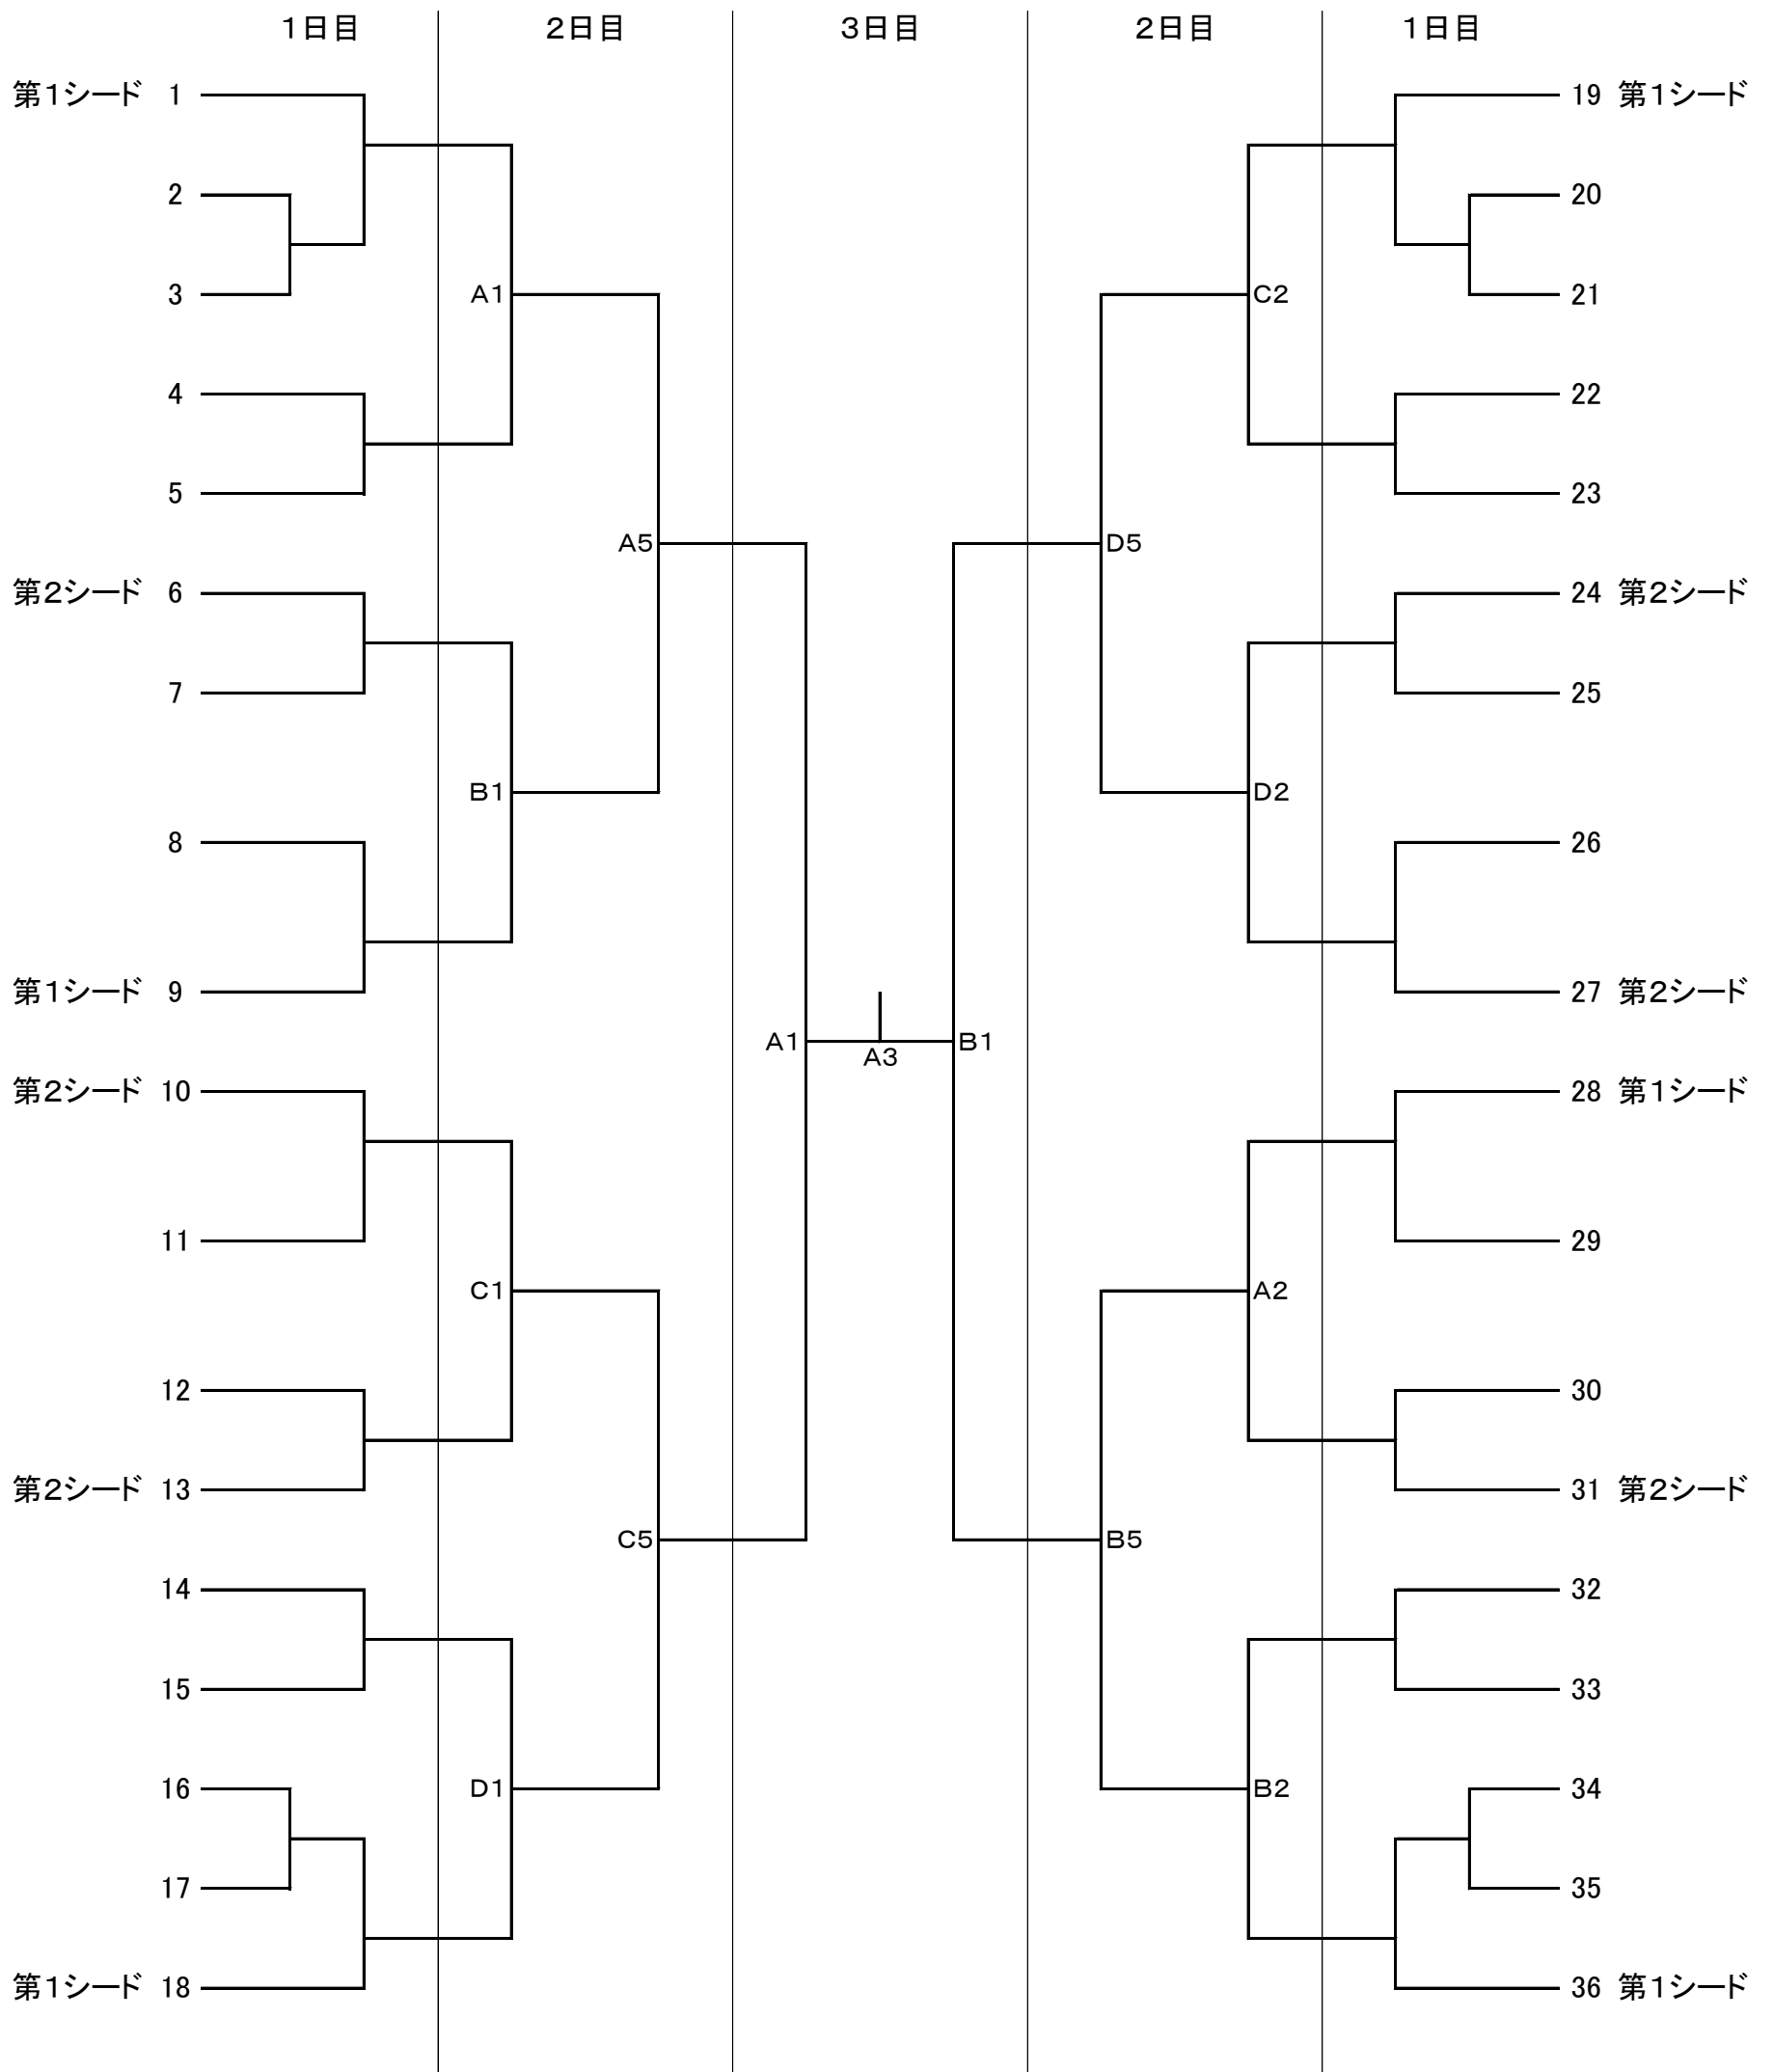 1日目 2日目 3日目 2日目 1日目
第1シード 1 19 第1シード
2 20
3 A1 C2 21
4 22
5 23
A5 D5
第2シード 6 24 第2シード
7 25
B1 D2
8 26
第1シード 9 27 第2シード
A1 B1
A3
第2シード 10 28 第1シード
11 29
C1 A2
12 30
第2シード 13 31 第2シード
C5 B5
14 32
15 33
16 D1 B2 34
17 35
第1シード 18 36 第1シード